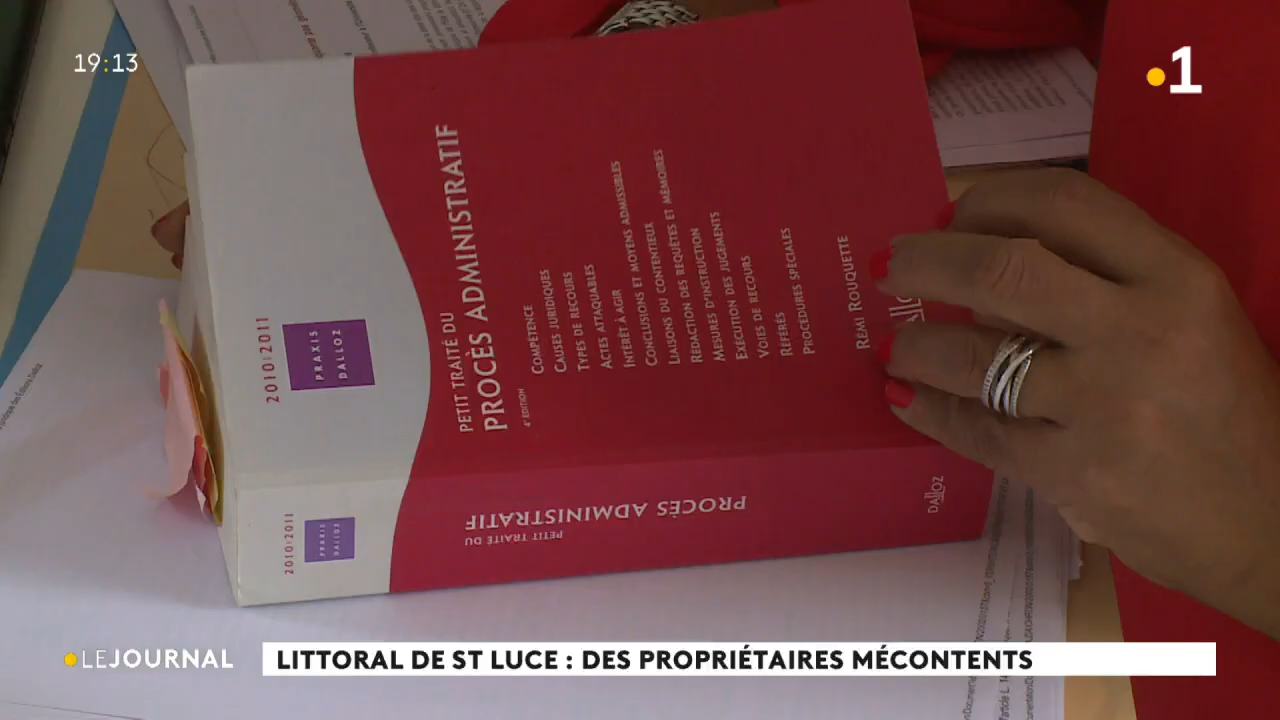 19:13
1
2010|2011
PRAXIS
DALLOZ
PETIT TRAITÉ DU
PROCÈS ADMINISTRATIF
4e ÉDITION
COMPÉTENCE
CAUSES JURIDIQUES
TYPES DE RECOURS
ACTES ATTAQUABLES
INTÉRÊT À AGIR
CONCLUSIONS ET MOYENS ADMISSIBLES
LIAISONS DU CONTENTIEUX
RÉDACTION DES REQUÊTES ET MÉMOIRES
MESURES D'INSTRUCTION
EXÉCUTION DES JUGEMENTS
VOIES DE RECOURS
RÉFÉRÉS
PROCÉDURES SPÉCIALES
RÉMI ROUQUETTE
2010|2011
PRAXIS
DALLOZ
PETIT TRAITÉ DU
PROCÈS ADMINISTRATIF
DALLOZ
LEJOURNAL
LITTORAL DE ST LUCE : DES PROPRIÉTAIRES MÉCONTENTS